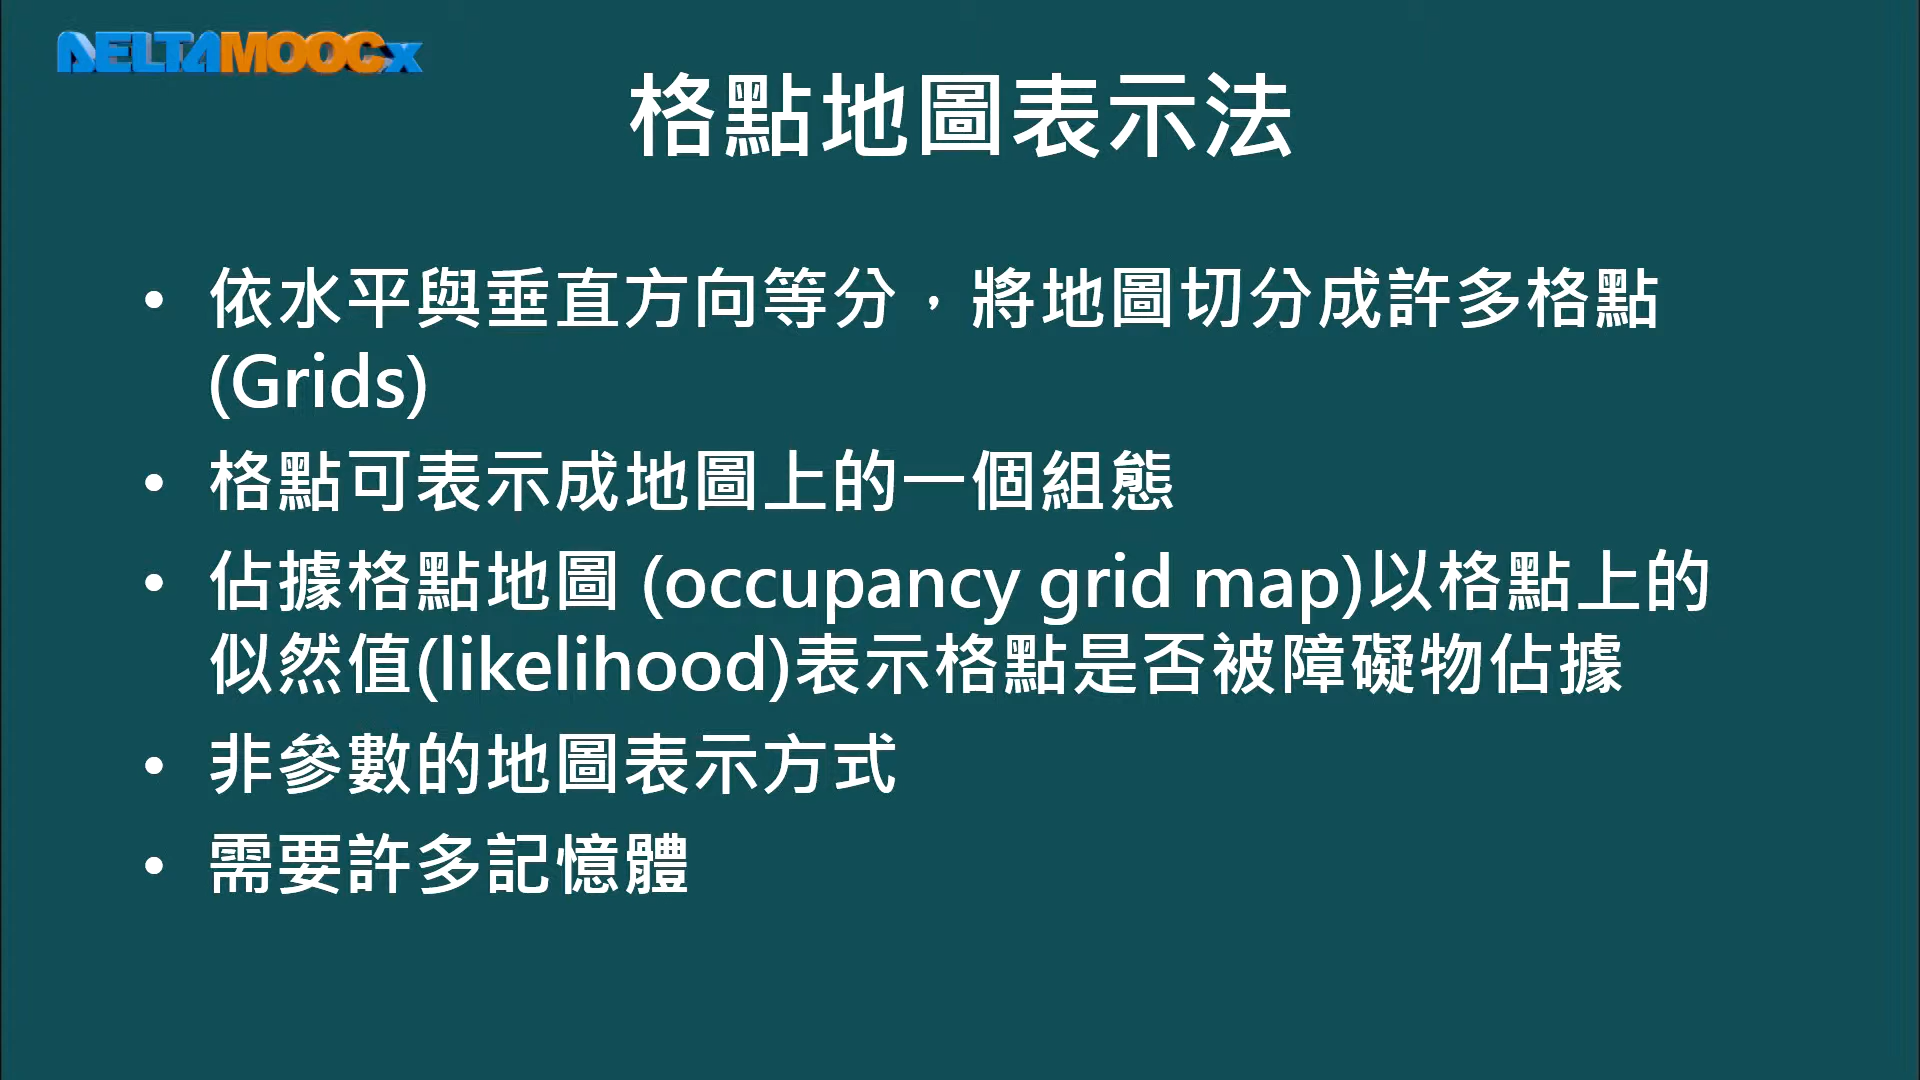 DELTAMOOCx
格點地圖表示法
• 依水平與垂直方向等分，將地圖切分成許多格點
(Grids)
• 格點可表示成地圖上的一個組態
• 佔據格點地圖 (occupancy grid map)以格點上的
似然值(likelihood)表示格點是否被障礙物佔據
• 非參數的地圖表示方式
• 需要許多記憶體